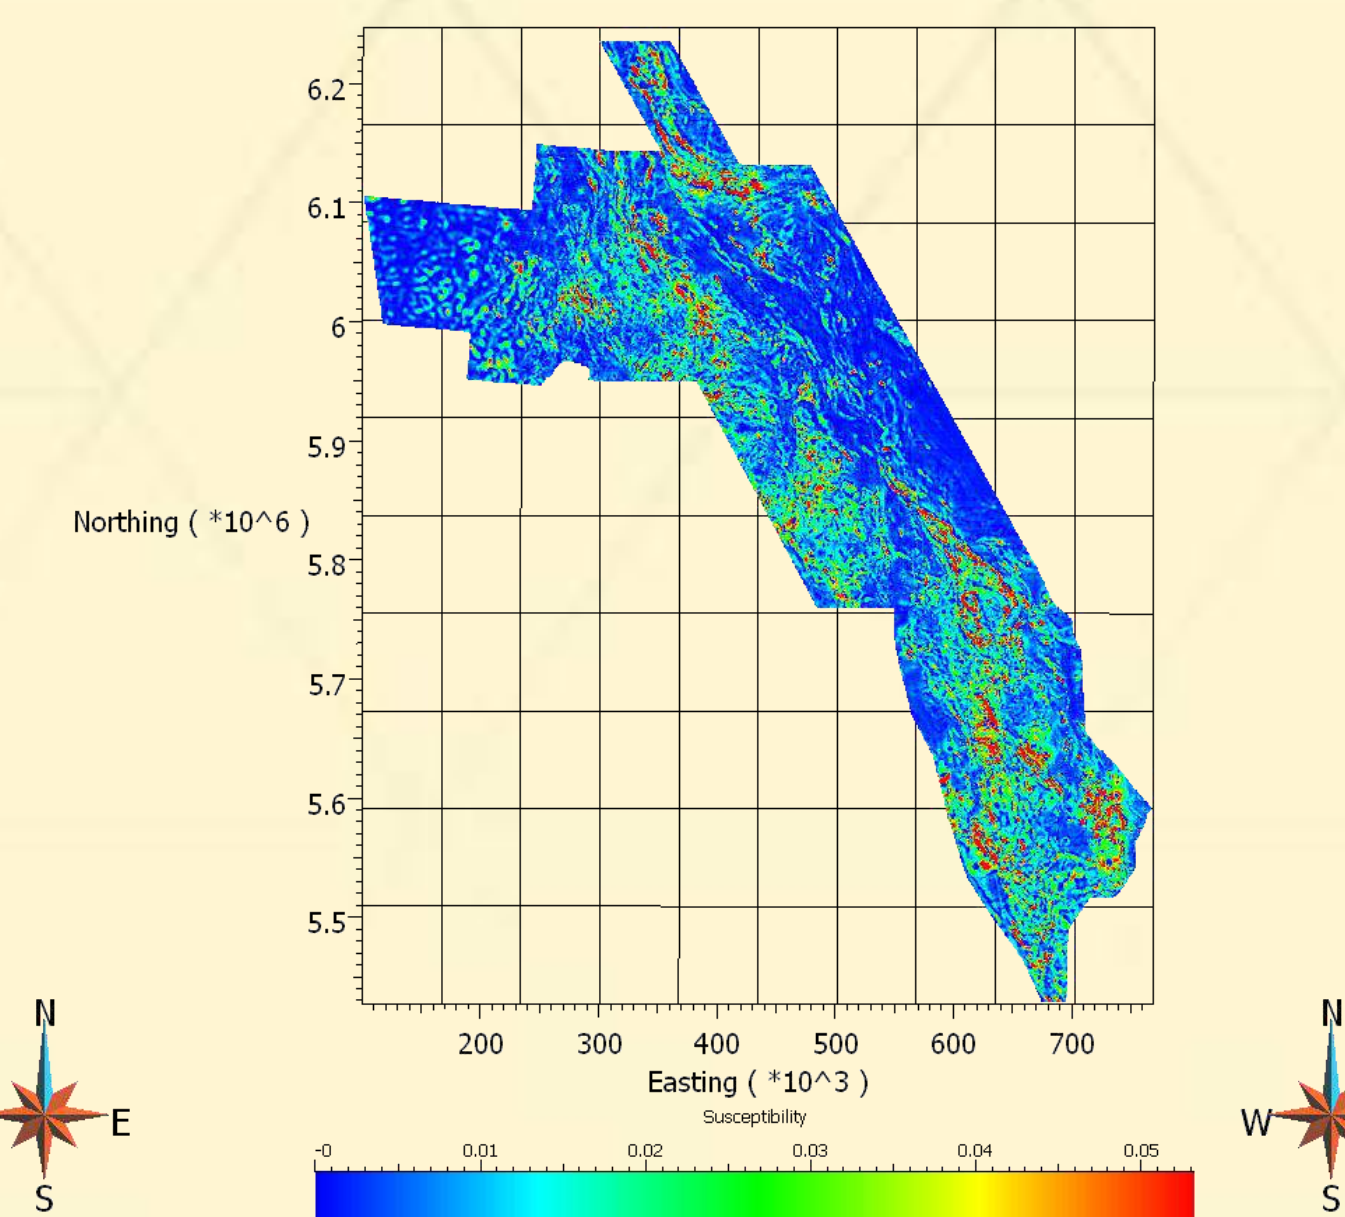 6.2
6.1
6
5.9
Northing ( *10^6 )
5.8
5.7
5.6
5.5
200 300 400 500 600 700
Easting ( *10^3 )
Susceptibility
-0 0.01 0.02 0.03 0.04 0.05
N
E
S
N
W
S